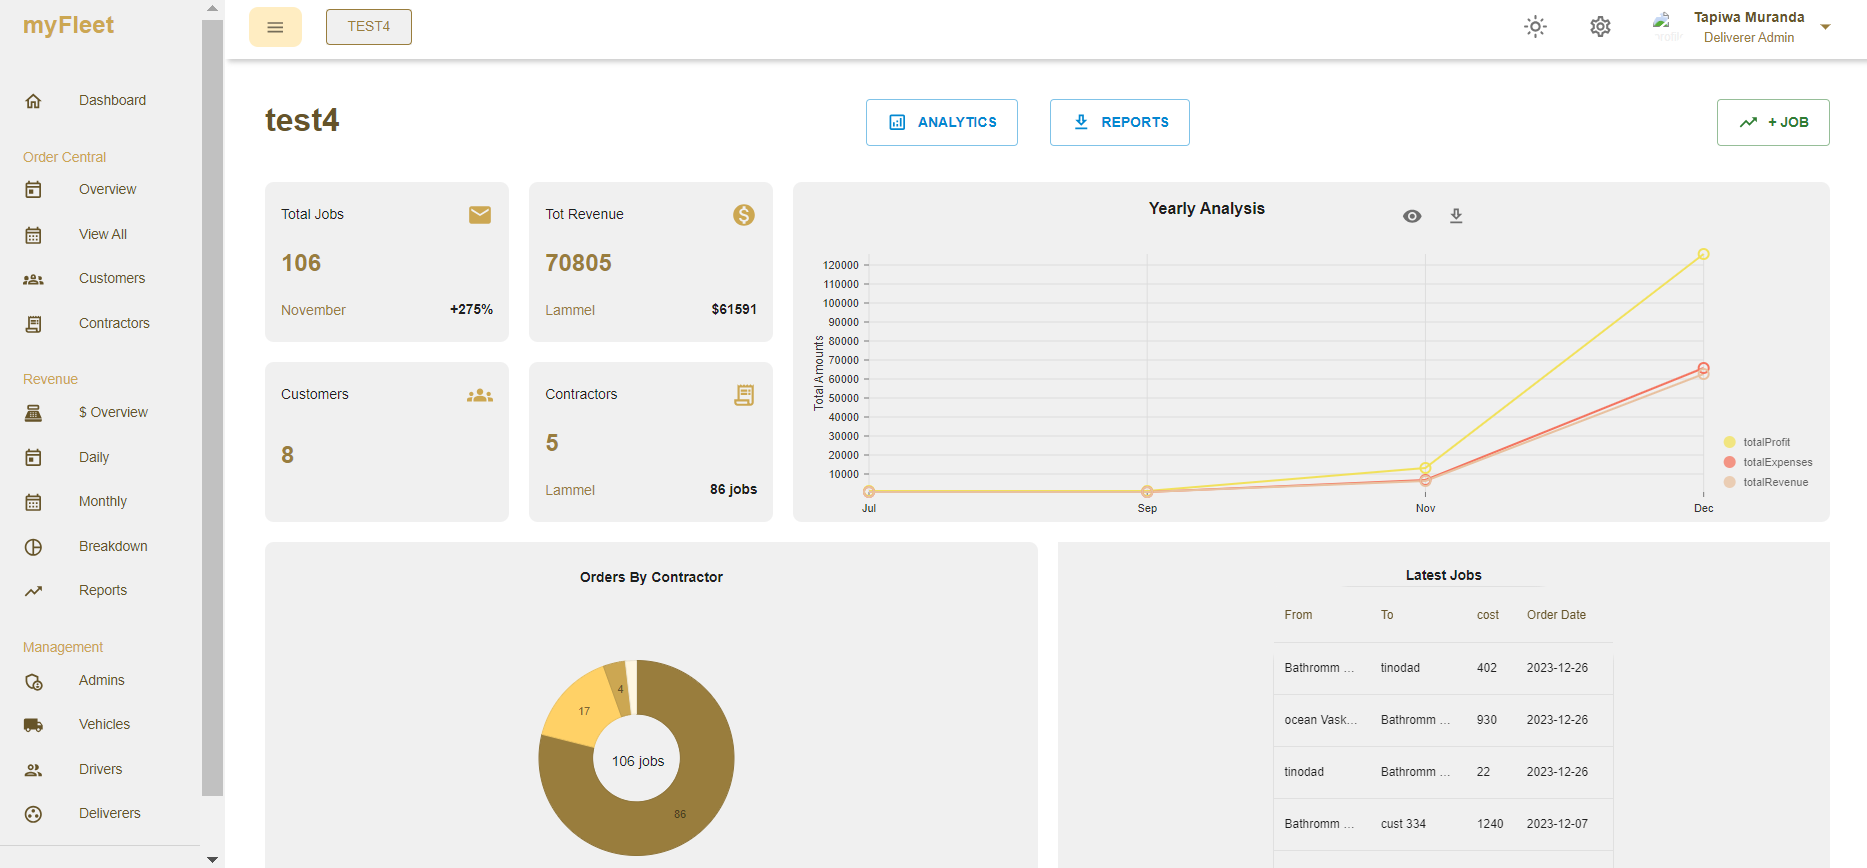 myFleet
Dashboard
Order Central
Overview
View All
Customers
Contractors
Revenue
$ Overview
Daily
Monthly
Breakdown
Reports
Management
Admins
Vehicles
Drivers
Deliverers
TEST4
Tapiwa Muranda
Deliverer Admin
test4
ANALYTICS
REPORTS
+ JOB
Total Jobs
106
November +275%
Tot Revenue
70805
Lammel $61591
Customers
8
Contractors
5
Lammel 86 jobs
Yearly Analysis
Total Amounts
120000
110000
100000
90000
80000
70000
60000
50000
40000
30000
20000
10000
Jul Sep Nov Dec
totalProfit
totalExpenses
totalRevenue
Orders By Contractor
4
17
106 jobs
86
Latest Jobs
From To cost Order Date
Bathromm ... tinodad 402 2023-12-26
ocean Vask... Bathromm ... 930 2023-12-26
tinodad Bathromm ... 22 2023-12-26
Bathromm ... cust 334 1240 2023-12-07